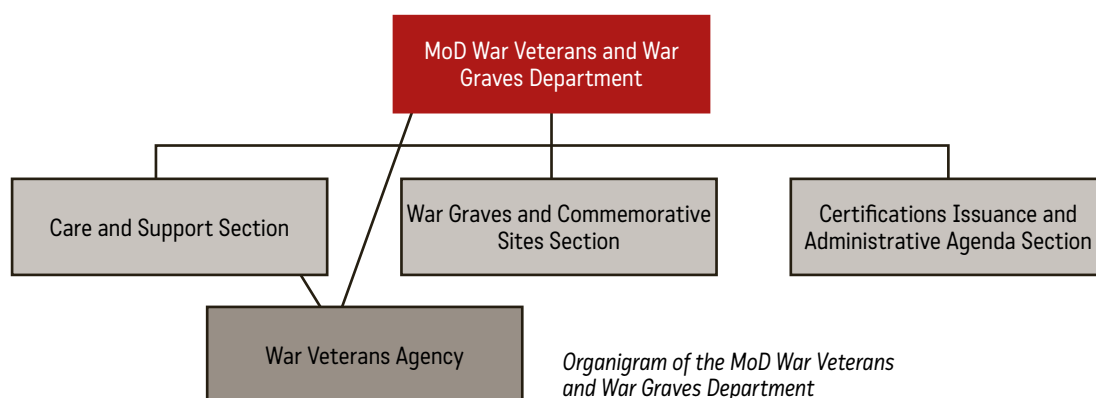 MoD War Veterans and War
Graves Department
Care and Support Section
War Graves and Commemorative
Sites Section
Certifications Issuance and
Administrative Agenda Section
War Veterans Agency
Organigram of the MoD War Veterans
and War Graves Department